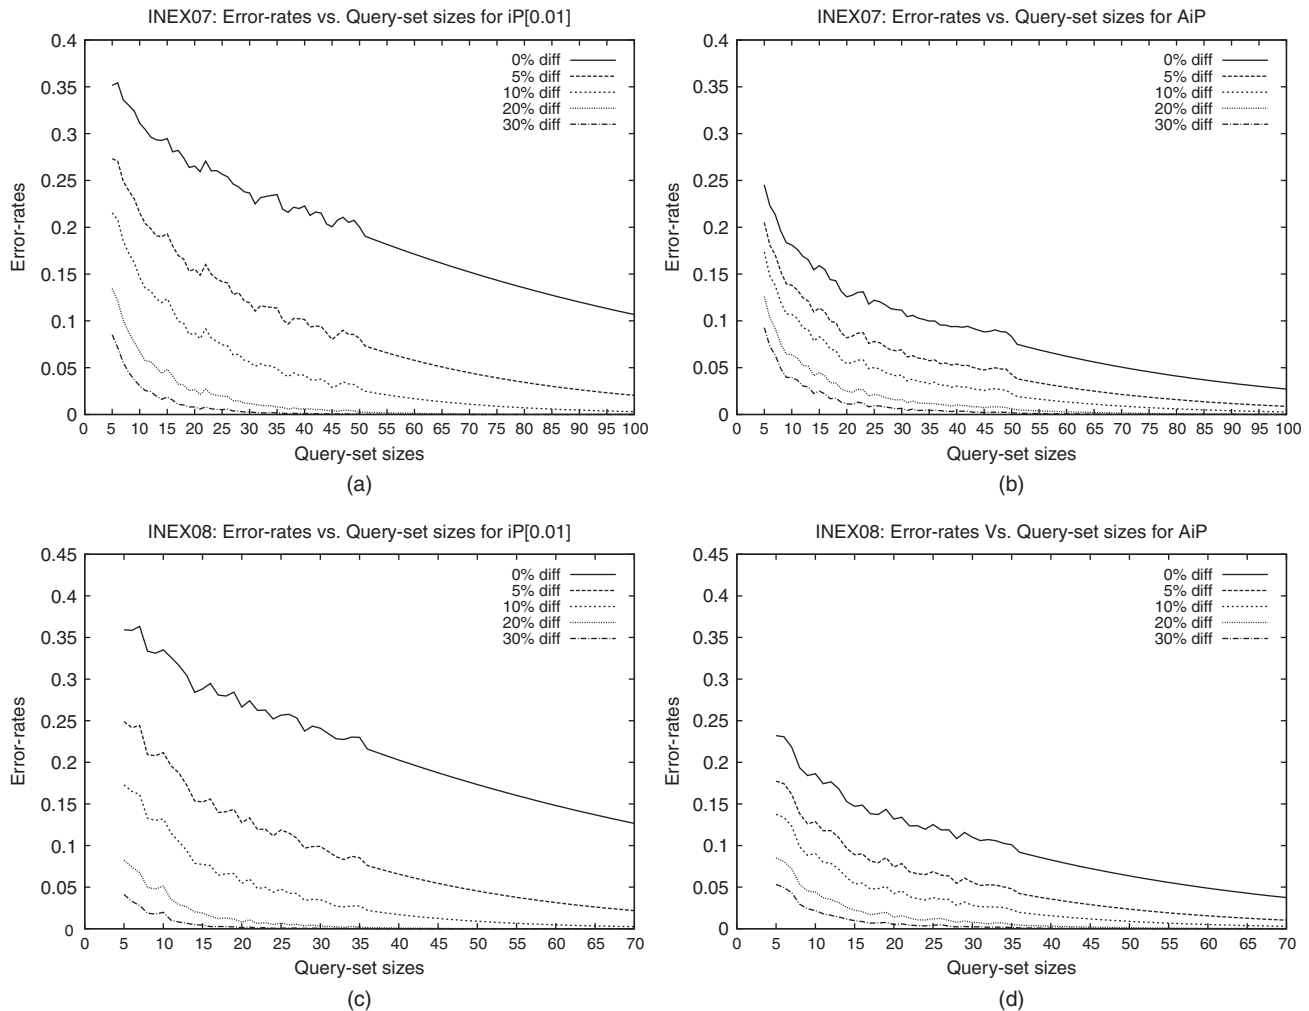 INEX07: Error-rates vs. Query-set sizes for iP[0.01]
0.4
0.35
0.3
0.25
0.2
0.15
0.1
0.05
0
Error-rates
0% diff
5% diff
10% diff
20% diff
30% diff
0 5 10 15 20 25 30 35 40 45 50 55 60 65 70 75 80 85 90 95 100
Query-set sizes
(a)
INEX07: Error-rates vs. Query-set sizes for AiP
0.4
0.35
0.3
0.25
0.2
0.15
0.1
0.05
0
Error-rates
0% diff
5% diff
10% diff
20% diff
30% diff
0 5 10 15 20 25 30 35 40 45 50 55 60 65 70 75 80 85 90 95 100
Query-set sizes
(b)
INEX08: Error-rates vs. Query-set sizes for iP[0.01]
0.45
0.4
0.35
0.3
0.25
0.2
0.15
0.1
0.05
0
Error-rates
0% diff
5% diff
10% diff
20% diff
30% diff
0 5 10 15 20 25 30 35 40 45 50 55 60 65 70
Query-set sizes
(c)
INEX08: Error-rates Vs. Query-set sizes for AiP
0.45
0.4
0.35
0.3
0.25
0.2
0.15
0.1
0.05
0
Error-rates
0% diff
5% diff
10% diff
20% diff
30% diff
0 5 10 15 20 25 30 35 40 45 50 55 60 65 70
Query-set sizes
(d)